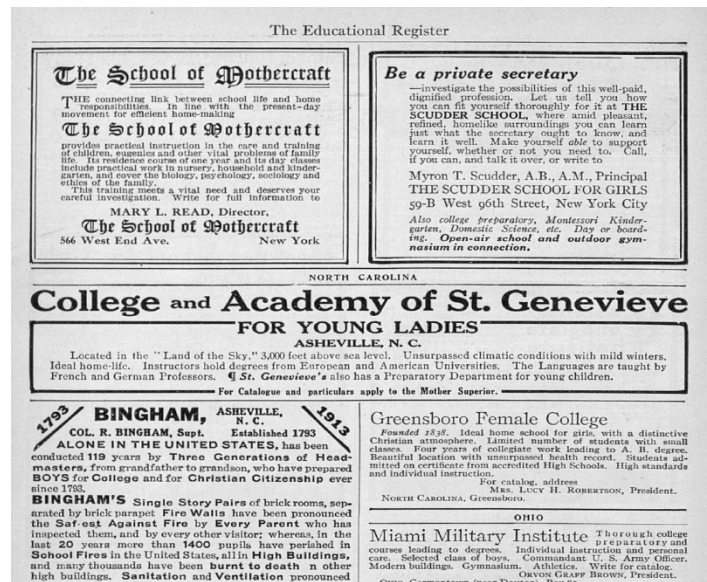 The Educational Register
The School of Mothercraft
THE connecting link between school life and home
responsibilities. In line with the present-day
movement for efficient home-making
The School of Mothercraft
provides practical instruction in the care and training
of children, eugenics and other vital problems of family
life. Its residence course of one year and its day classes
include practical work in nursery, household and kinder-
garten, and cover the biology, psychology, sociology and
ethics of the family.
This training meets a vital need and deserves your
careful investigation. Write for full information to
MARY L. READ, Director,
The School of Mothercraft
566 West End Ave. New York
Be a private secretary
—investigate the possibilities of this well-paid,
dignified profession. Let us tell you how
you can fit yourself thoroughly for it at THE
SCUDDER SCHOOL, where amid pleasant,
refined, homelike surroundings you can learn
just what the secretary ought to know, and
learn it well. Make yourself able to support
yourself, whether or not you need to. Call,
if you can, and talk it over, or write to
Myron T. Scudder, A.B., A.M., Principal
THE SCUDDER SCHOOL FOR GIRLS
59-B West 96th Street, New York City
Also college preparatory, Montessori Kinder-
garten, Domestic Science, etc. Day or board-
ing. Open-air school and outdoor gym-
nasium in connection.
NORTH CAROLINA
College and Academy of St. Genevieve
FOR YOUNG LADIES
ASHEVILLE, N. C.
Located in the "Land of the Sky," 3,000 feet above sea level. Unsurpassed climatic conditions with mild winters.
Ideal home-life. Instructors hold degrees from European and American Universities. The Languages are taught by
French and German Professors. ¶ St. Genevieve's also has a Preparatory Department for young children.
For Catalogue and particulars apply to the Mother Superior.
1793 BINGHAM, ASHEVILLE, N. C. 1913
COL. R. BINGHAM, Supt. Established 1793
ALONE IN THE UNITED STATES, has been
conducted 119 years by Three Generations of Head-
masters, from grandfather to grandson, who have prepared
BOYS for College and for Christian Citizenship ever
since 1793.
BINGHAM'S Single Story Pairs of brick rooms, sep-
arated by brick parapet Fire Walls have been pronounced
the Saf-est Against Fire by Every Parent who has
inspected them, and by every other visitor; whereas, in the
last 20 years more than 1400 pupils have perished in
School Fires in the United States, all in High Buildings,
and many thousands have been burnt to death n other
high buildings. Sanitation and Ventilation pronounced
Greensboro Female College
Founded 1838. Ideal home school for girls, with a distinctive
Christian atmosphere. Limited number of students with small
classes. Four years of collegiate work leading to A. B. degree.
Beautiful location with unsurpassed health record. Students ad-
mitted on certificate from accredited High Schools. High standards
and individual instruction.
For catalog, address
MRS. LUCY H. ROBERTSON, President.
NORTH CAROLINA, Greensboro.
OHIO
Miami Military Institute Thorough college
preparatory and
courses leading to degrees. Individual instruction and personal
care. Selected class of boys. Commandant U. S. Army Officer.
Modern buildings. Gymnasium. Athletics. Write for catalog.
ORVON GRAFF BROWN, President.